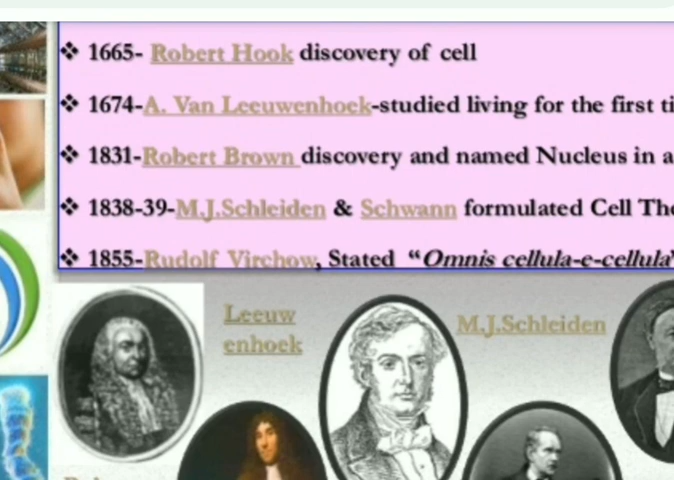 ❖ 1665- Robert Hook discovery of cell
❖ 1674-A. Van Leeuwenhoek-studied living for the first
❖ 1831-Robert Brown discovery and named Nucleus in
❖ 1838-39-M.J.Schleiden & Schwann formulated Cell
❖ 1855-Rudolf Virchow, Stated “Omnis cellula-e-cellula”
Leeuw
enhoek
M.J.Schleiden